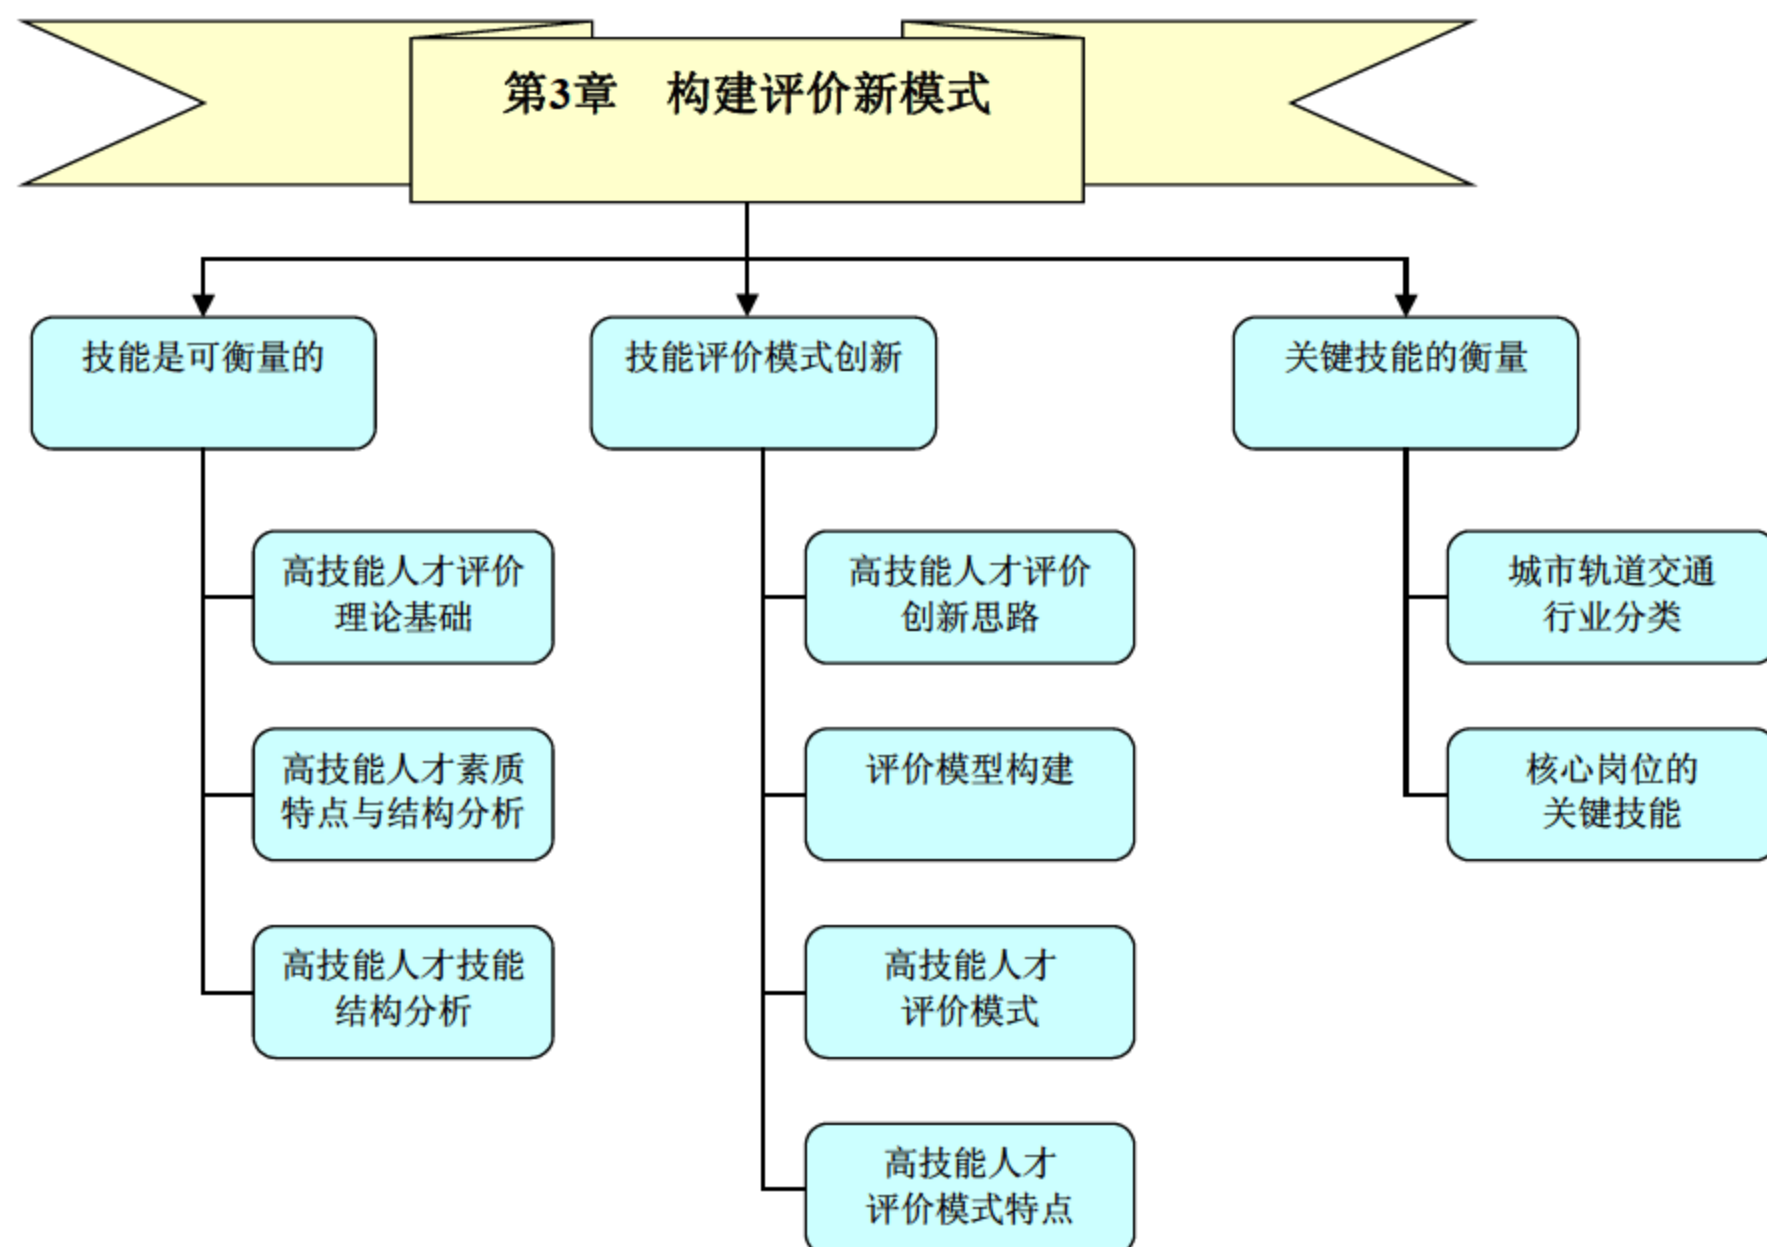 第3章　构建评价新模式
技能是可衡量的
技能评价模式创新
关键技能的衡量
高技能人才评价
理论基础
高技能人才素质
特点与结构分析
高技能人才技能
结构分析
高技能人才评价
创新思路
评价模型构建
高技能人才
评价模式
高技能人才
评价模式特点
城市轨道交通
行业分类
核心岗位的
关键技能